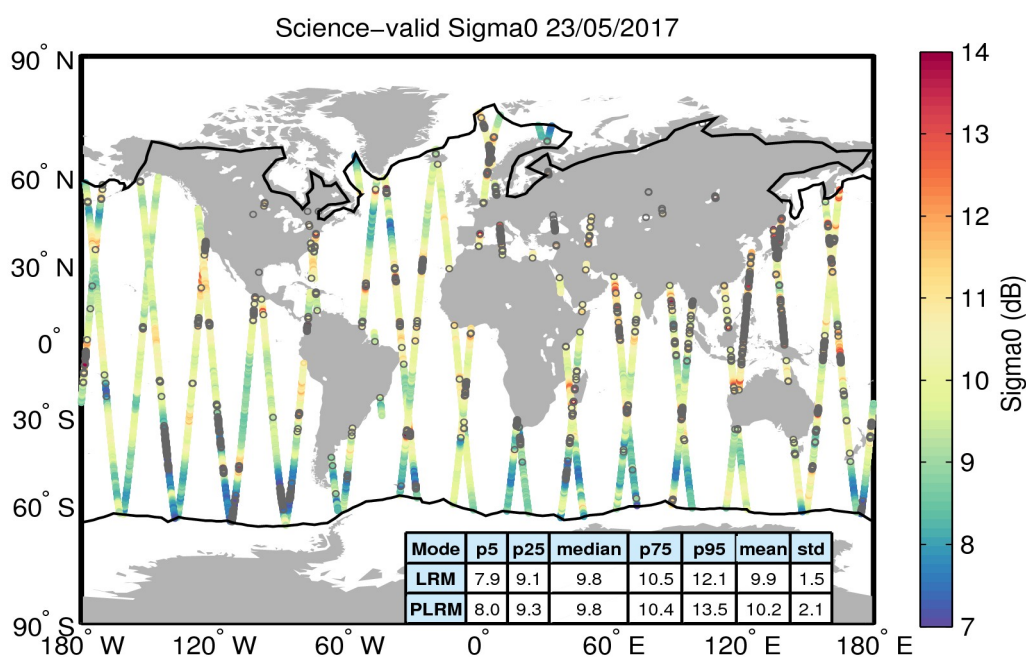 Science−valid Sigma0 23/05/2017
90° N
60° N
30° N
0°
30° S
60° S
90° S
180° W
120° W
60° W
0°
60° E
120° E
180° E
14
13
12
11
10
9
8
7
Sigma0 (dB)
Mode p5 p25 median p75 p95 mean std
LRM 7.9 9.1 9.8 10.5 12.1 9.9 1.5
PLRM 8.0 9.3 9.8 10.4 13.5 10.2 2.1